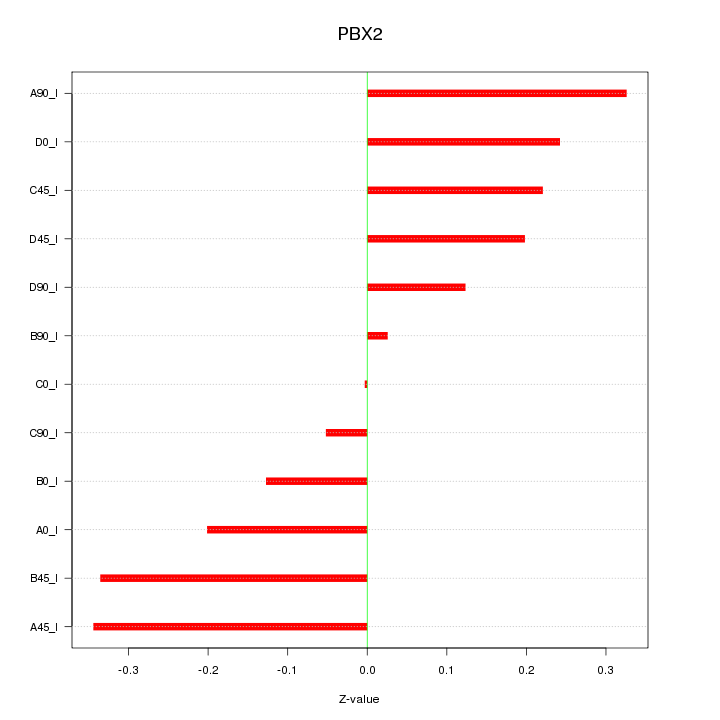 PBX2
A90_I
D0_I
C45_I
D45_I
D90_I
B90_I
C0_I
C90_I
B0_I
A0_I
B45_I
A45_I
-0.3 -0.2 -0.1 0.0 0.1 0.2 0.3
Z-value